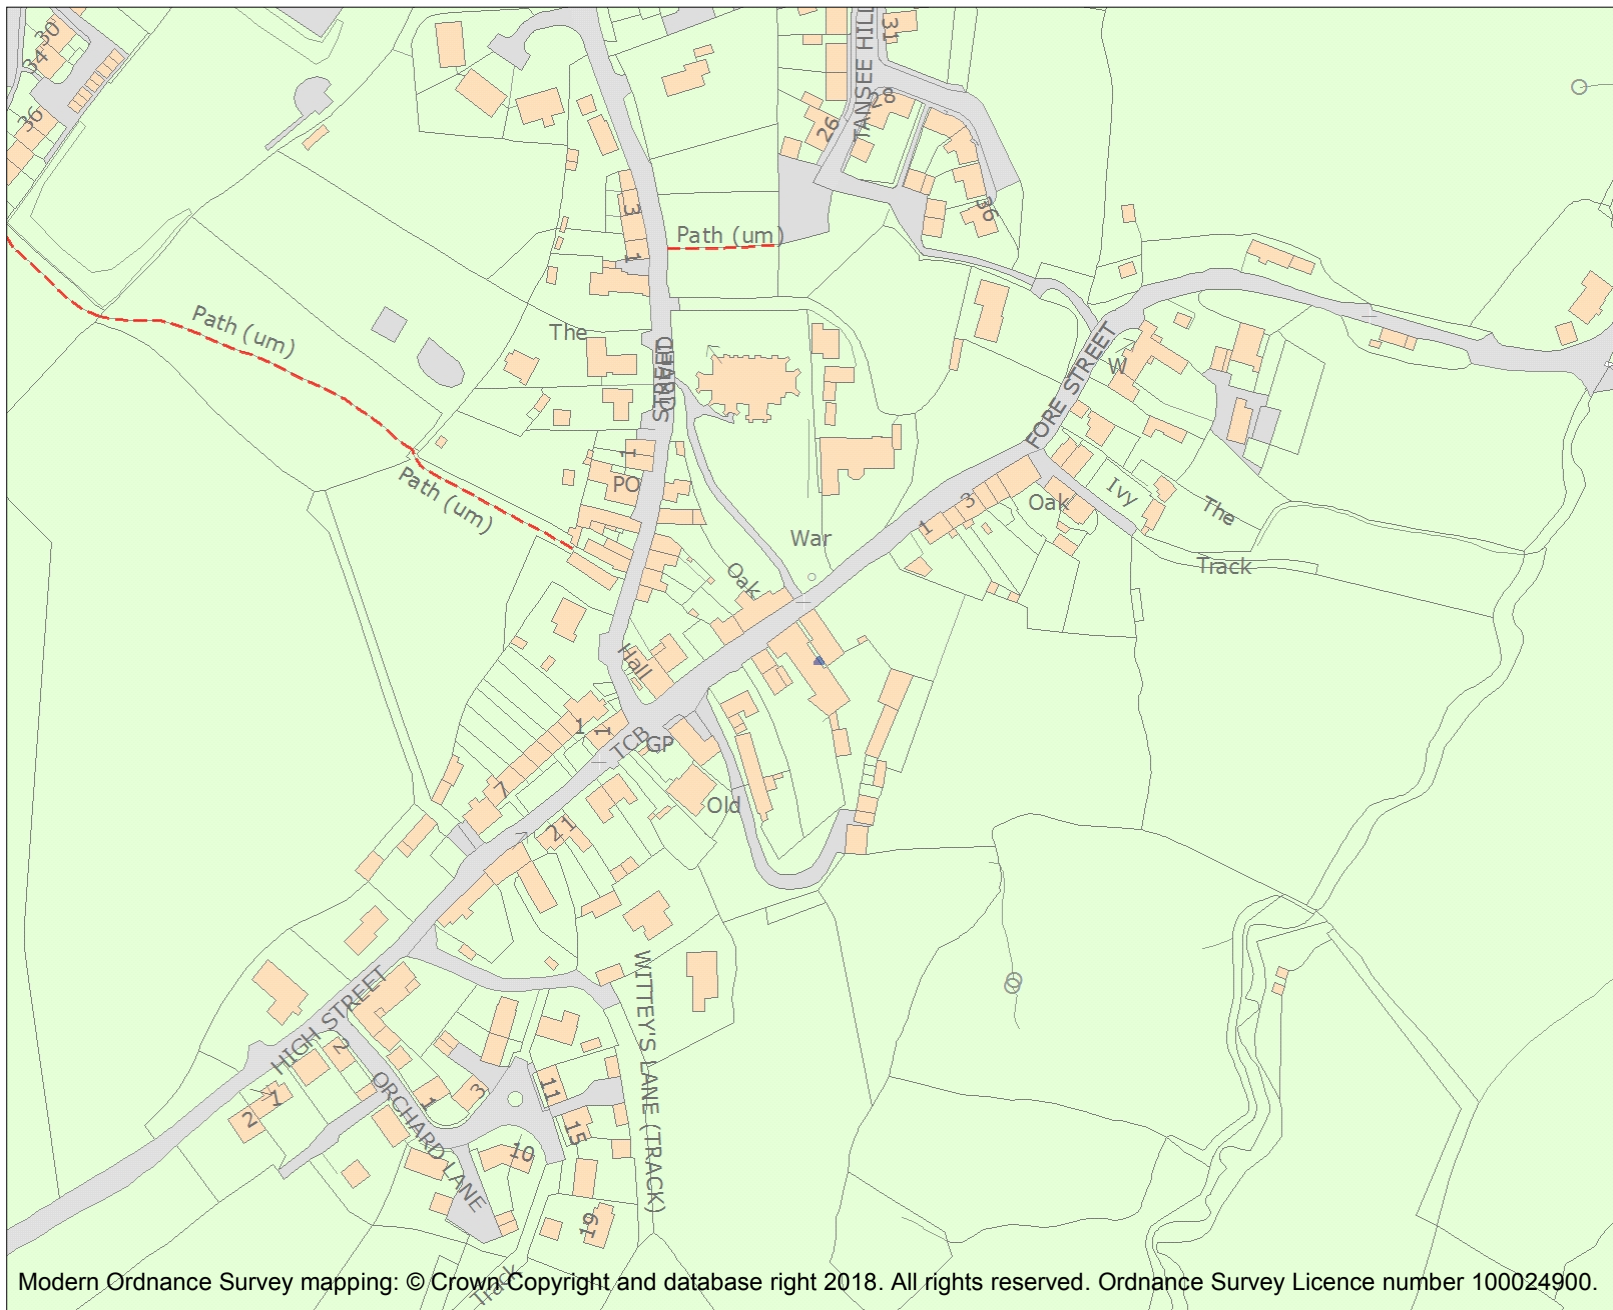 30
34
36
31
TANSEE HILL
28
26
36
3
1
Path (um)
Path (um)
The
STREET
W
FORE STREET
1
PO
Path (um)
3
1
Oak
Ivy
The
War
Track
Oak
Hall
1
1
TCB
GP
7
Old
21
HIGH STREET
WITTEY'S LANE (TRACK)
2
1
2
ORCHARD LANE
1
3
11
15
10
19
Track
Modern Ordnance Survey mapping: © Crown Copyright and database right 2018. All rights reserved. Ordnance Survey Licence number 100024900.